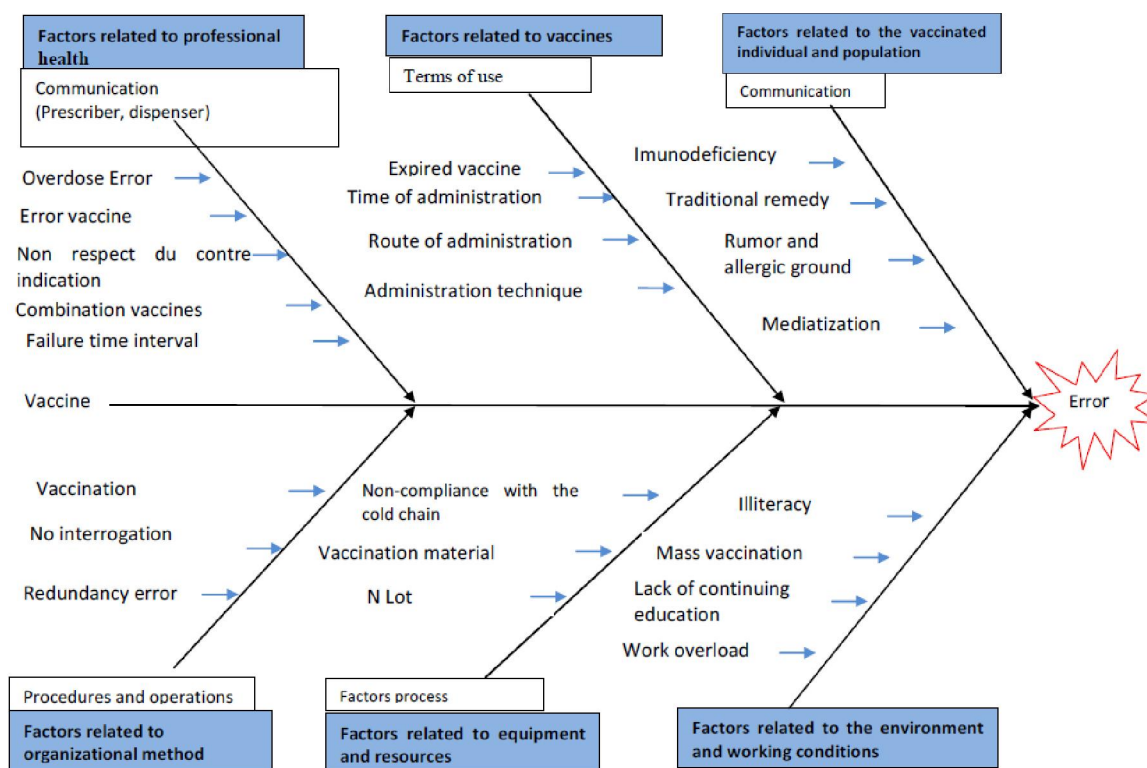 Factors related to professional
health
Communication
(Prescriber, dispenser)
Overdose Error
Error vaccine
Non respect du contre
indication
Combination vaccines
Failure time interval
Factors related to vaccines
Terms of use
Expired vaccine
Time of administration
Route of administration
Administration technique
Factors related to the vaccinated
individual and population
Communication
Imunodeficiency
Traditional remedy
Rumor and
allergic ground
Mediatization
Vaccine
Error
Vaccination
No interrogation
Redundancy error
Procedures and operations
Factors related to
organizational method
Non-compliance with the
cold chain
Vaccination material
N Lot
Factors process
Factors related to equipment
and resources
Illiteracy
Mass vaccination
Lack of continuing
education
Work overload
Factors related to the environment
and working conditions